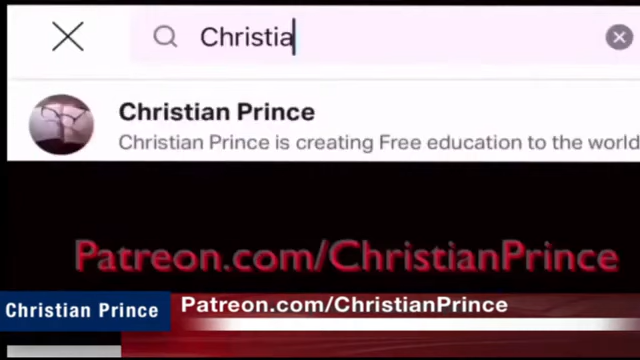 Christia
Christian Prince
Christian Prince is creating Free education to the world
Patreon.com/ChristianPrince
Christian Prince
Patreon.com/ChristianPrince